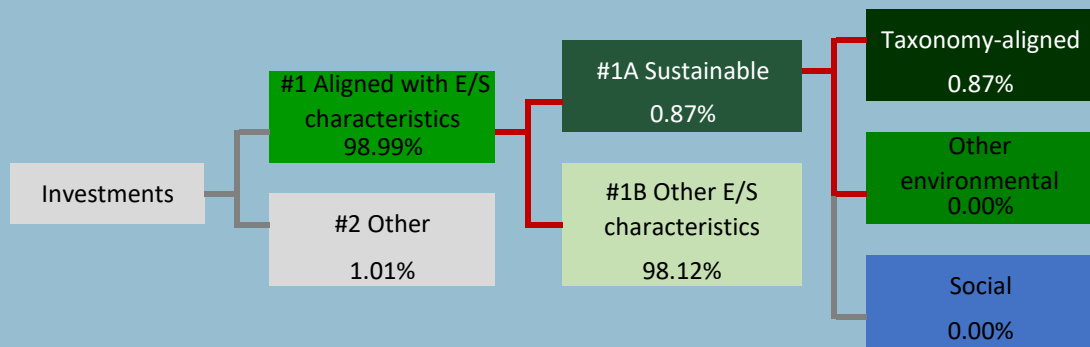 Investments
#1 Aligned with E/S
characteristics
98.99%
#2 Other
1.01%
#1A Sustainable
0.87%
#1B Other E/S
characteristics
98.12%
Taxonomy-aligned
0.87%
Other
environmental
0.00%
Social
0.00%